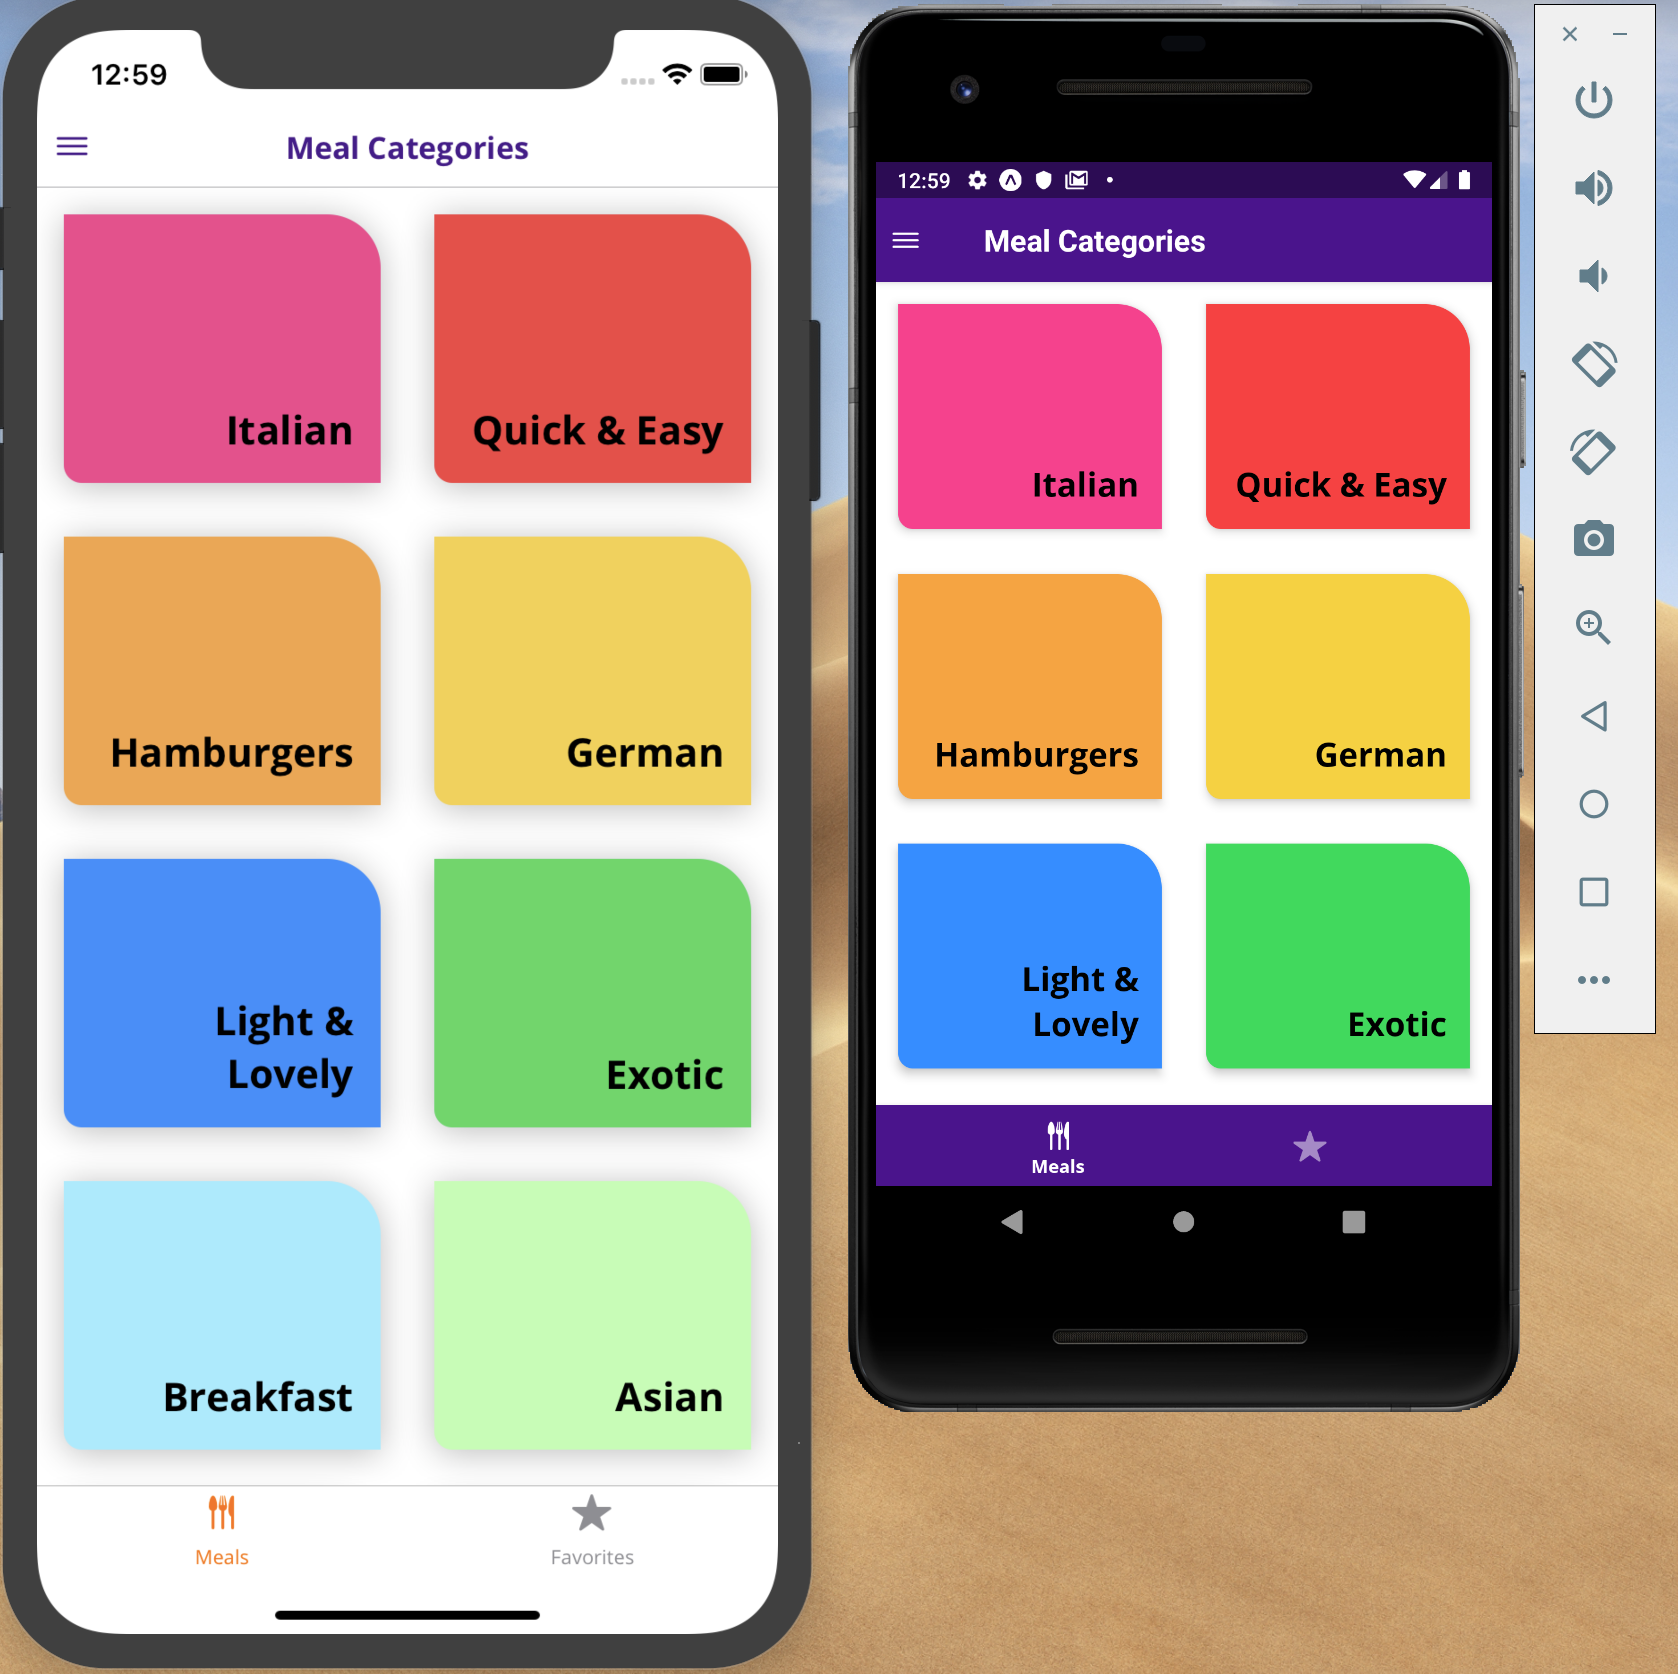 12:59
Meal Categories
Italian
Quick & Easy
Hamburgers
German
Light &
Lovely
Exotic
Breakfast
Asian
Meals
Favorites
12:59
Meal Categories
Italian
Quick & Easy
Hamburgers
German
Light &
Lovely
Exotic
Meals